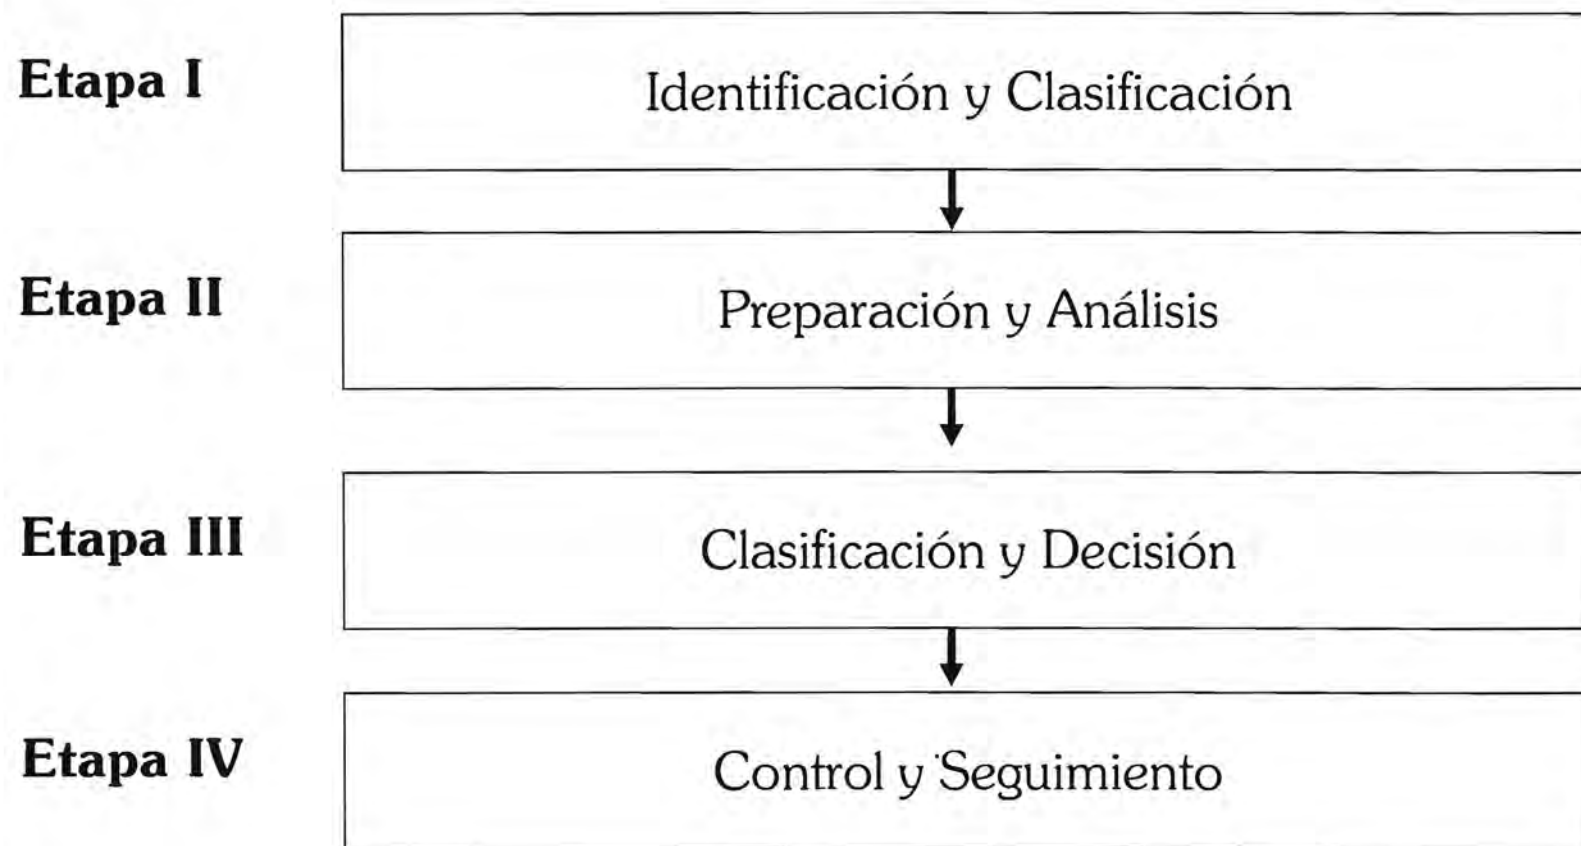 Etapa I
Identificación y Clasificación
Etapa II
Preparación y Análisis
Etapa III
Clasificación y Decisión
Etapa IV
Control y Seguimiento